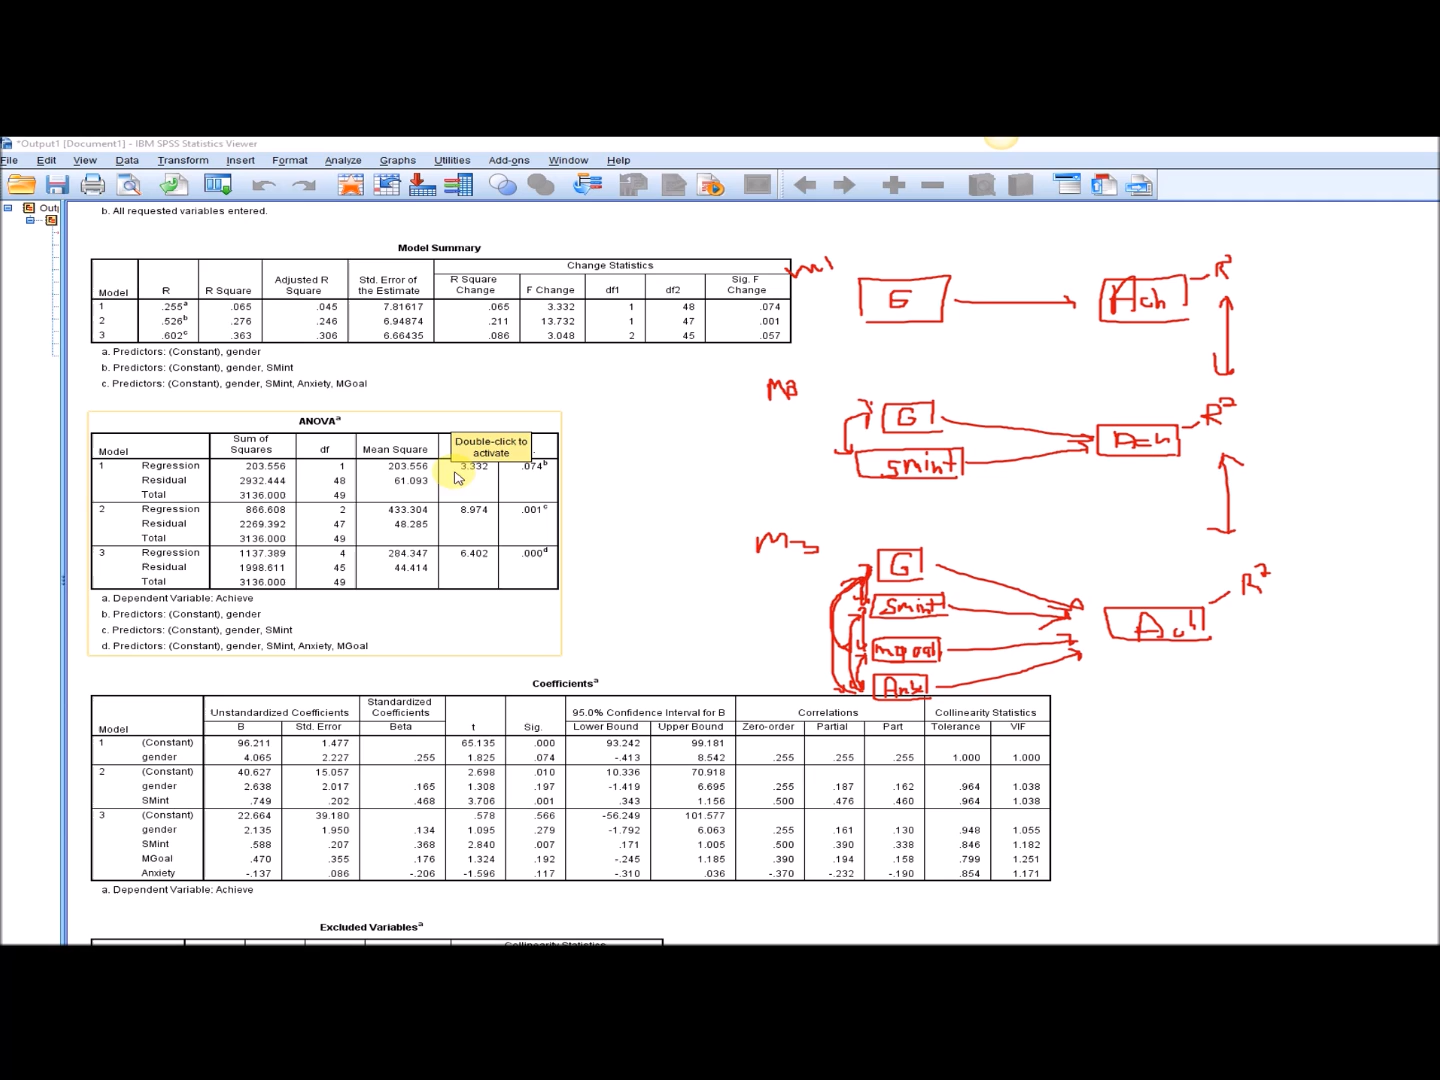 *Output1 [Document1] - IBM SPSS Statistics Viewer
File Edit View Data Transform Insert Format Analyze Graphs Utilities Add-ons Window Help
Out
b. All requested variables entered.
Model Summary
Change Statistics
Model R R Square Adjusted R Square Std. Error of the Estimate R Square Change F Change df1 df2 Sig. F Change
1 .255a .065 .045 7.81617 .065 3.332 1 48 .074
2 .526b .276 .246 6.94874 .211 13.732 1 47 .001
3 .602c .363 .306 6.66435 .086 3.048 2 45 .057
a. Predictors: (Constant), gender
b. Predictors: (Constant), gender, SMint
c. Predictors: (Constant), gender, SMint, Anxiety, MGoal
ANOVAa
Model Sum of Squares df Mean Square
Double-click to activate
1 Regression 203.556 1 203.556 3.332 .074b
Residual 2932.444 48 61.093
Total 3136.000 49
2 Regression 866.608 2 433.304 8.974 .001c
Residual 2269.392 47 48.285
Total 3136.000 49
3 Regression 1137.389 4 284.347 6.402 .000d
Residual 1998.611 45 44.414
Total 3136.000 49
a. Dependent Variable: Achieve
b. Predictors: (Constant), gender
c. Predictors: (Constant), gender, SMint
d. Predictors: (Constant), gender, SMint, Anxiety, MGoal
Coefficientsa
Unstandardized Coefficients Standardized Coefficients 95.0% Confidence Interval for B Correlations Collinearity Statistics
Model B Std. Error Beta t Sig. Lower Bound Upper Bound Zero-order Partial Part Tolerance VIF
1 (Constant) 96.211 1.477 65.135 .000 93.242 99.181
gender 4.065 2.227 .255 1.825 .074 -.413 8.542 .255 .255 .255 1.000 1.000
2 (Constant) 40.627 15.057 2.698 .010 10.336 70.918
gender 2.638 2.017 .165 1.308 .197 -1.419 6.695 .255 .187 .162 .964 1.038
SMint .749 .202 .468 3.706 .001 .343 1.156 .500 .476 .460 .964 1.038
3 (Constant) 22.664 39.180 .578 .566 -56.249 101.577
gender 2.135 1.950 .134 1.095 .279 -1.792 6.063 .255 .161 .130 .948 1.055
SMint .588 .207 .368 2.840 .007 .171 1.005 .500 .390 .338 .846 1.182
MGoal .470 .355 .176 1.324 .192 -.245 1.185 .390 .194 .158 .799 1.251
Anxiety -.137 .086 -.206 -1.596 .117 -.310 .036 -.370 -.232 -.190 .854 1.171
a. Dependent Variable: Achieve
Excluded Variablesa
Collinearity Statistics
m1
G Ach R2
G Ach R2
Smint
M3
G
Smint Ach R2
mgoal
Anx